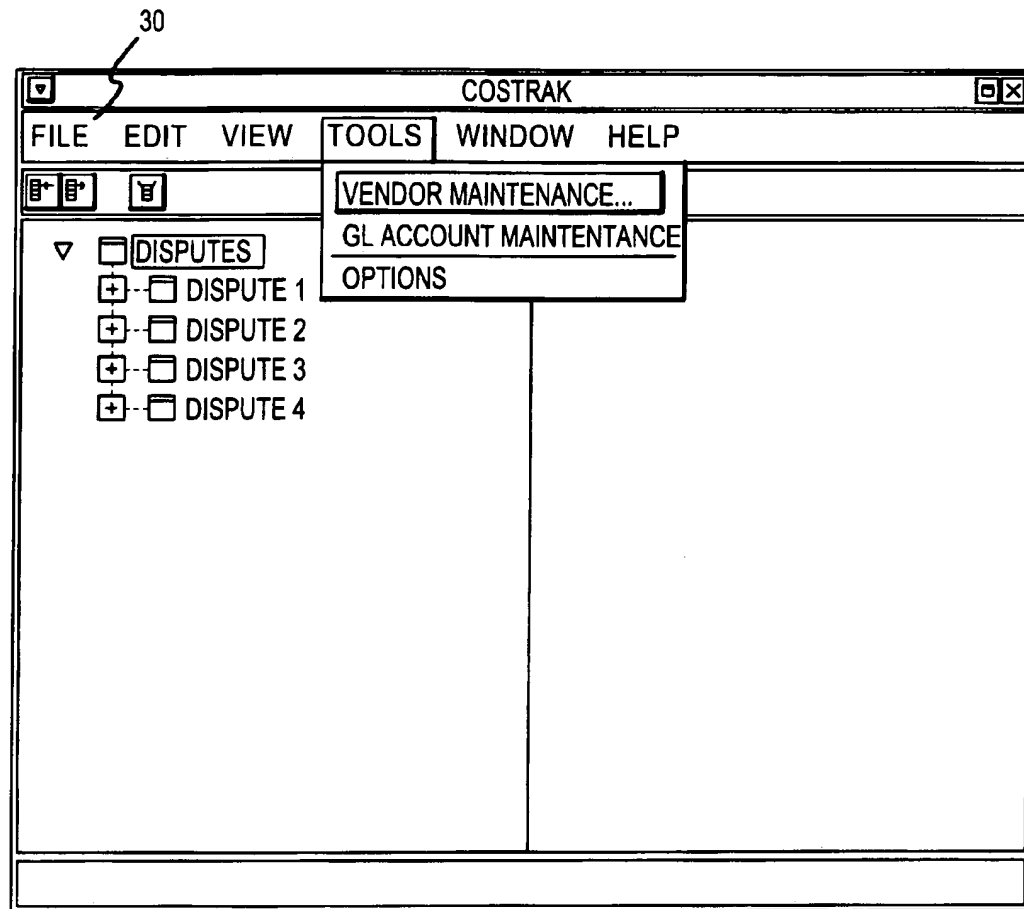 30
COSTRAK
FILE EDIT VIEW TOOLS WINDOW HELP
VENDOR MAINTENANCE...
GL ACCOUNT MAINTENTANCE
OPTIONS
DISPUTES
DISPUTE 1
DISPUTE 2
DISPUTE 3
DISPUTE 4